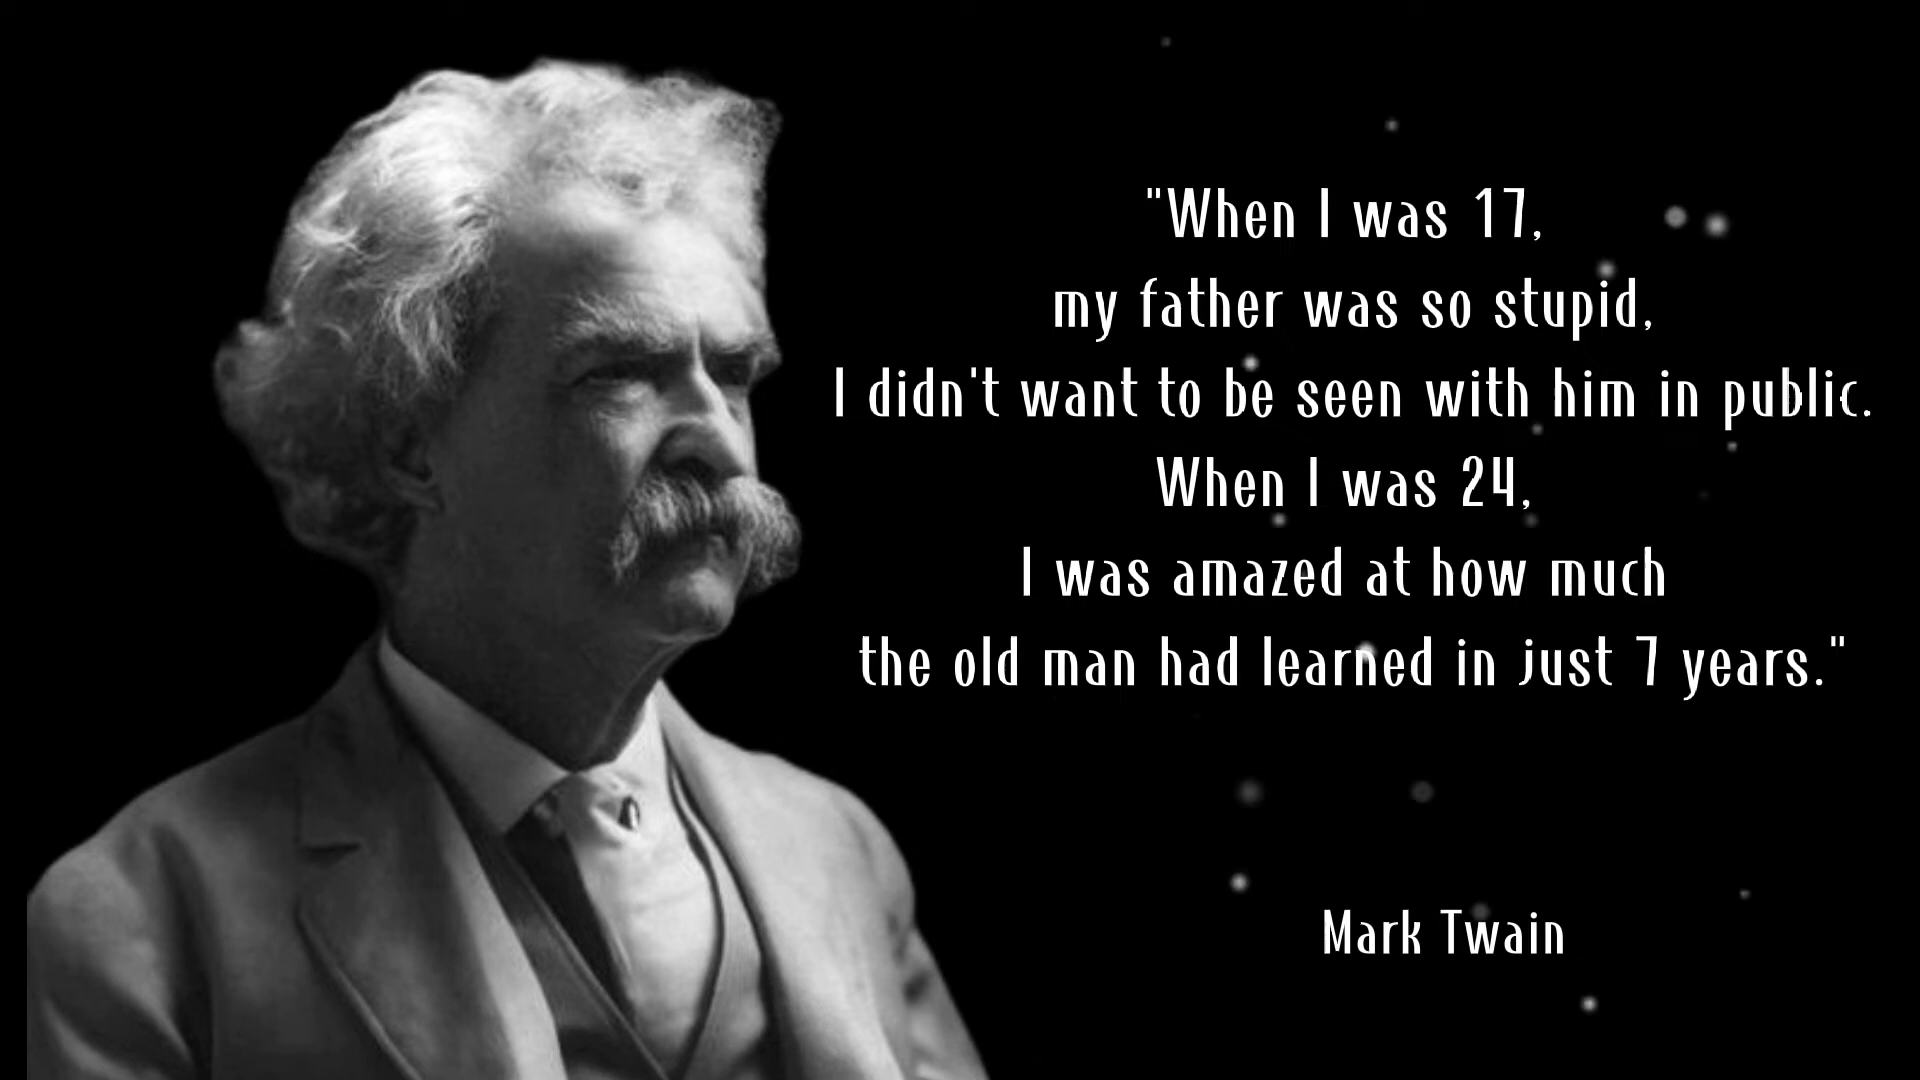 "When I was 17,
my father was so stupid,
I didn't want to be seen with him in public.
When I was 24,
I was amazed at how much
the old man had learned in just 7 years."
Mark Twain